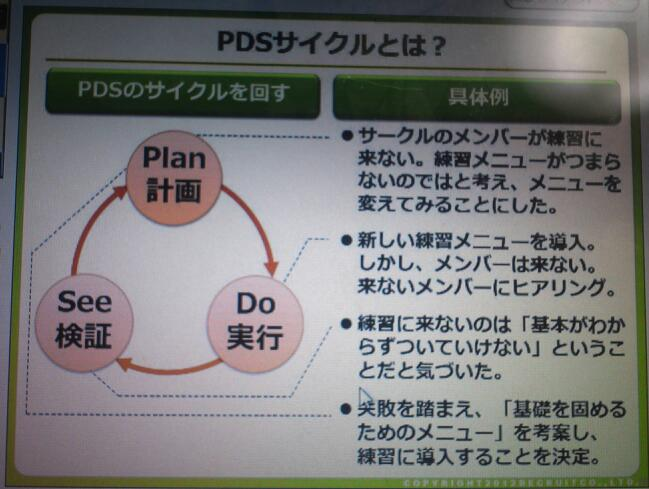 PDSサイクルとは？
PDSのサイクルを回す
具体例
Plan
計画
Do
実行
See
検証
● サークルのメンバーが練習に
来ない。練習メニューがつまら
ないのではと考え、メニューを
変えてみることにした。
● 新しい練習メニューを導入。
しかし、メンバーは来ない。
来ないメンバーにヒアリング。
● 練習に来ないのは「基本がわか
らずついていけない」というこ
とだと気づいた。
● 失敗を踏まえ、「基礎を固める
ためのメニュー」を考案し、
練習に導入することを決定。
COPYRIGHT2012RECRUITCO.,LTD.